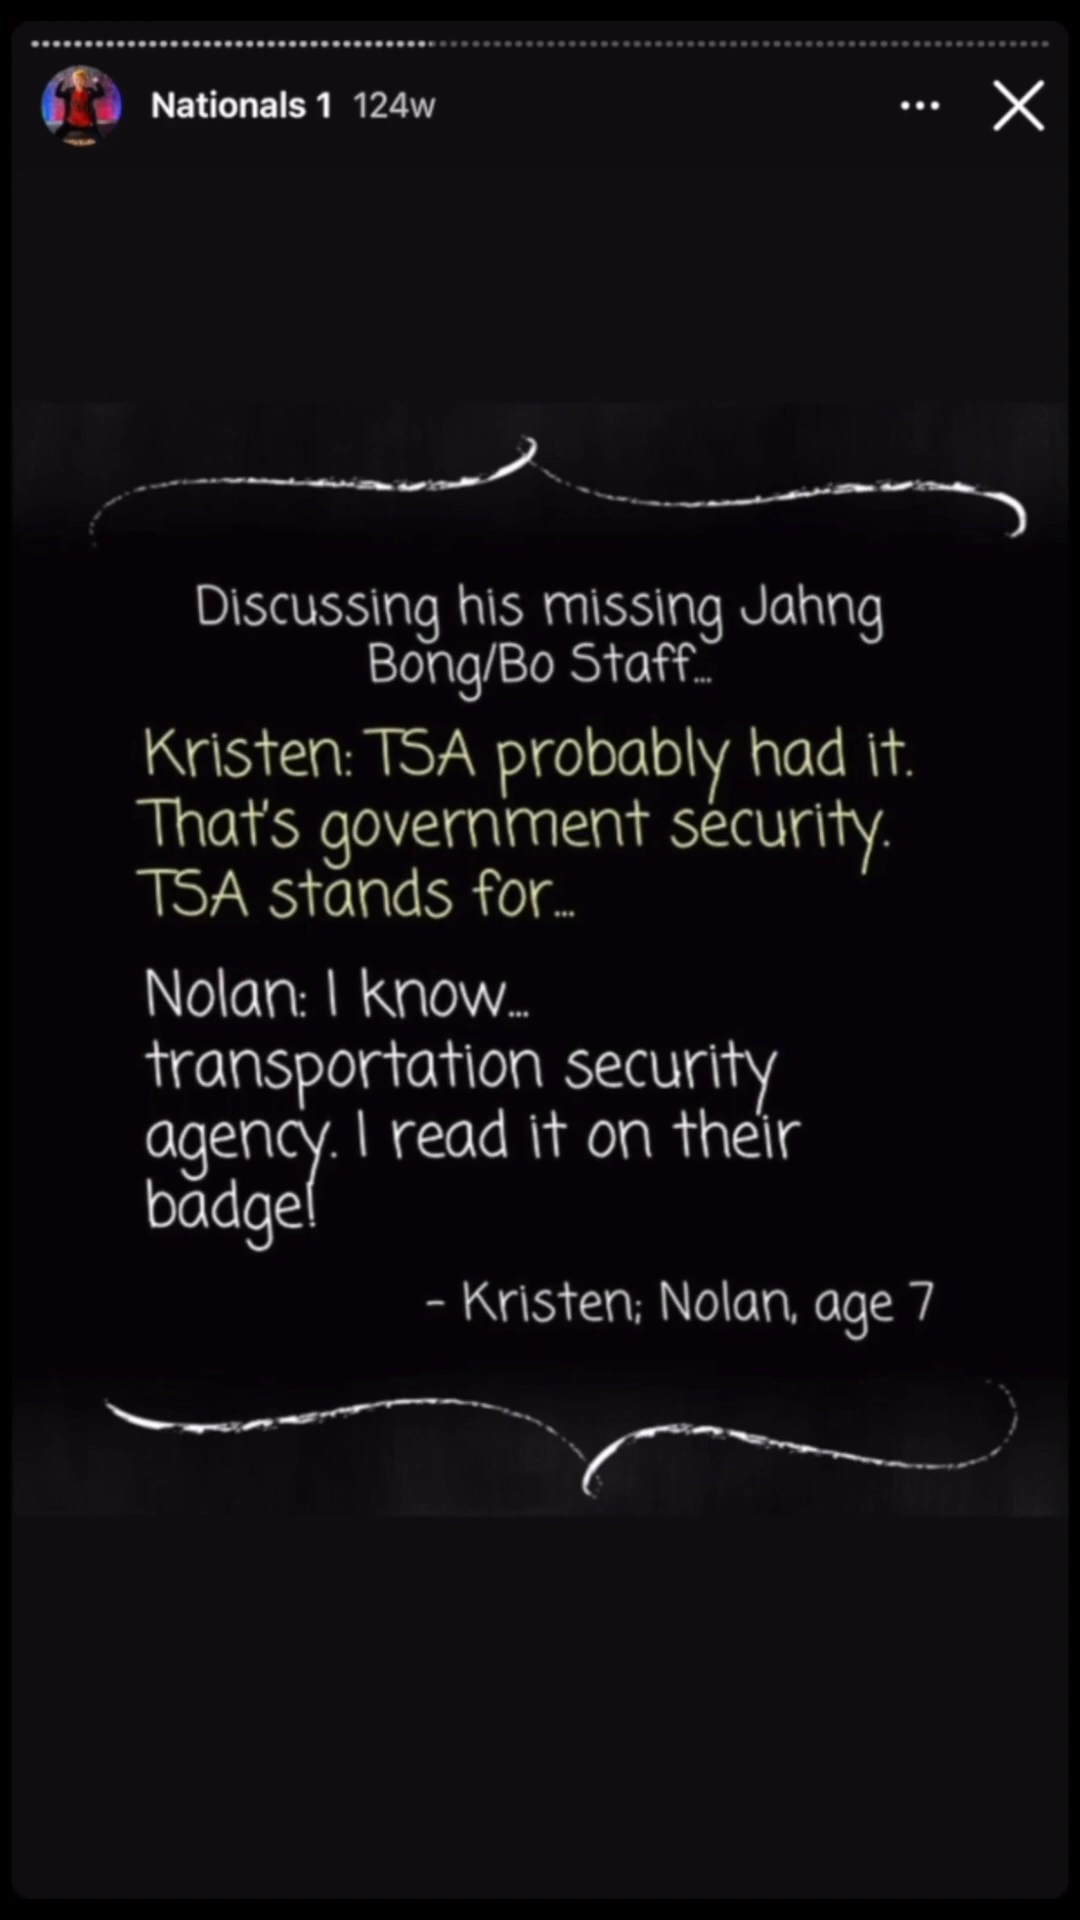 Nationals 1 124w
Discussing his missing Jahng
Bong/Bo Staff...
Kristen: TSA probably had it.
That's government security.
TSA stands for...
Nolan: I know...
transportation security
agency. I read it on their
badge!
- Kristen; Nolan, age 7